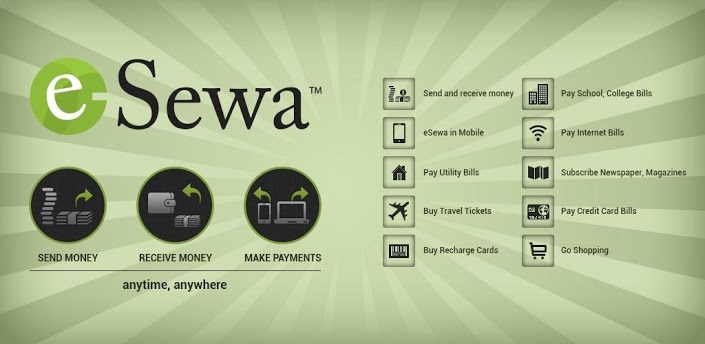 e-Sewa™
SEND MONEY
RECEIVE MONEY
MAKE PAYMENTS
anytime, anywhere
Send and receive money
eSewa in Mobile
Pay Utility Bills
Buy Travel Tickets
Buy Recharge Cards
Pay School, College Bills
Pay Internet Bills
Subscribe Newspaper, Magazines
Pay Credit Card Bills
Go Shopping